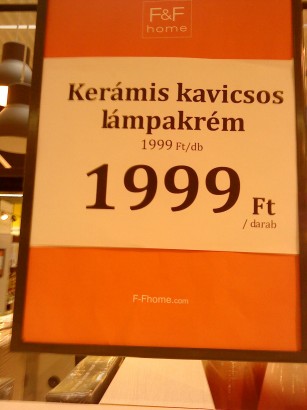 F&F
home
Kerámis kavicsos
lámpakrém
1999 Ft/db
1999 Ft
/ darab
F-Fhome.com